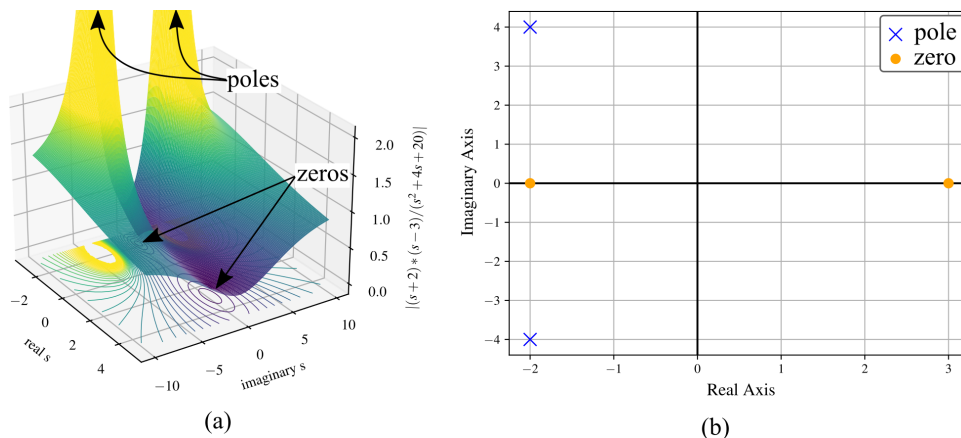 poles
zeros
2.0
1.5
1.0
0.5
0.0
|(s + 2) * (s − 3)/(s² + 4s + 20)|
−2
0
2
4
real s
−10
−5
0
5
10
imaginary s
(a)
pole
zero
4
3
2
1
0
−1
−2
−3
−4
Imaginary Axis
−2
−1
0
1
2
3
Real Axis
(b)